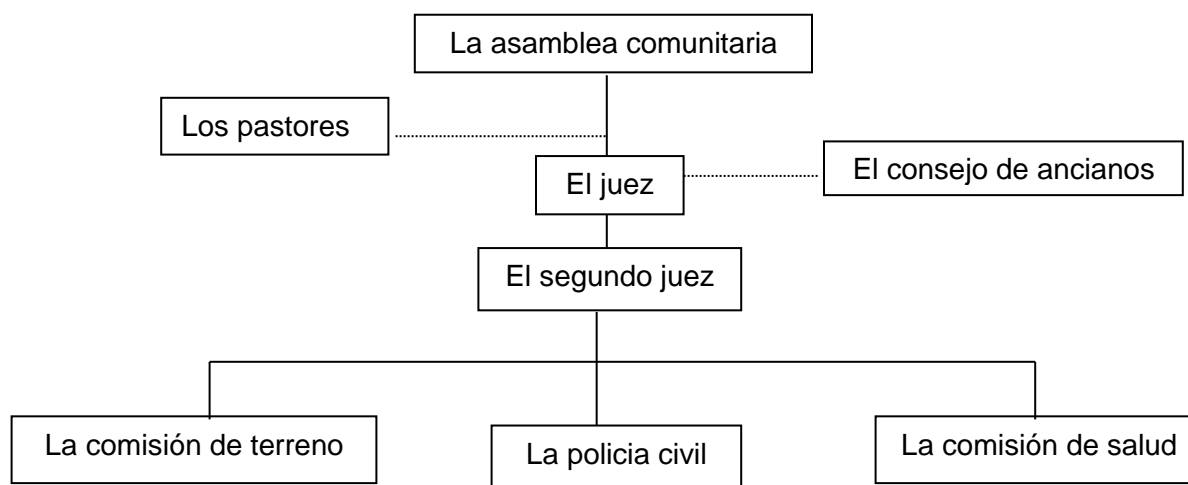 La asamblea comunitaria
Los pastores
El juez
El consejo de ancianos
El segundo juez
La comisión de terreno
La policia civil
La comisión de salud